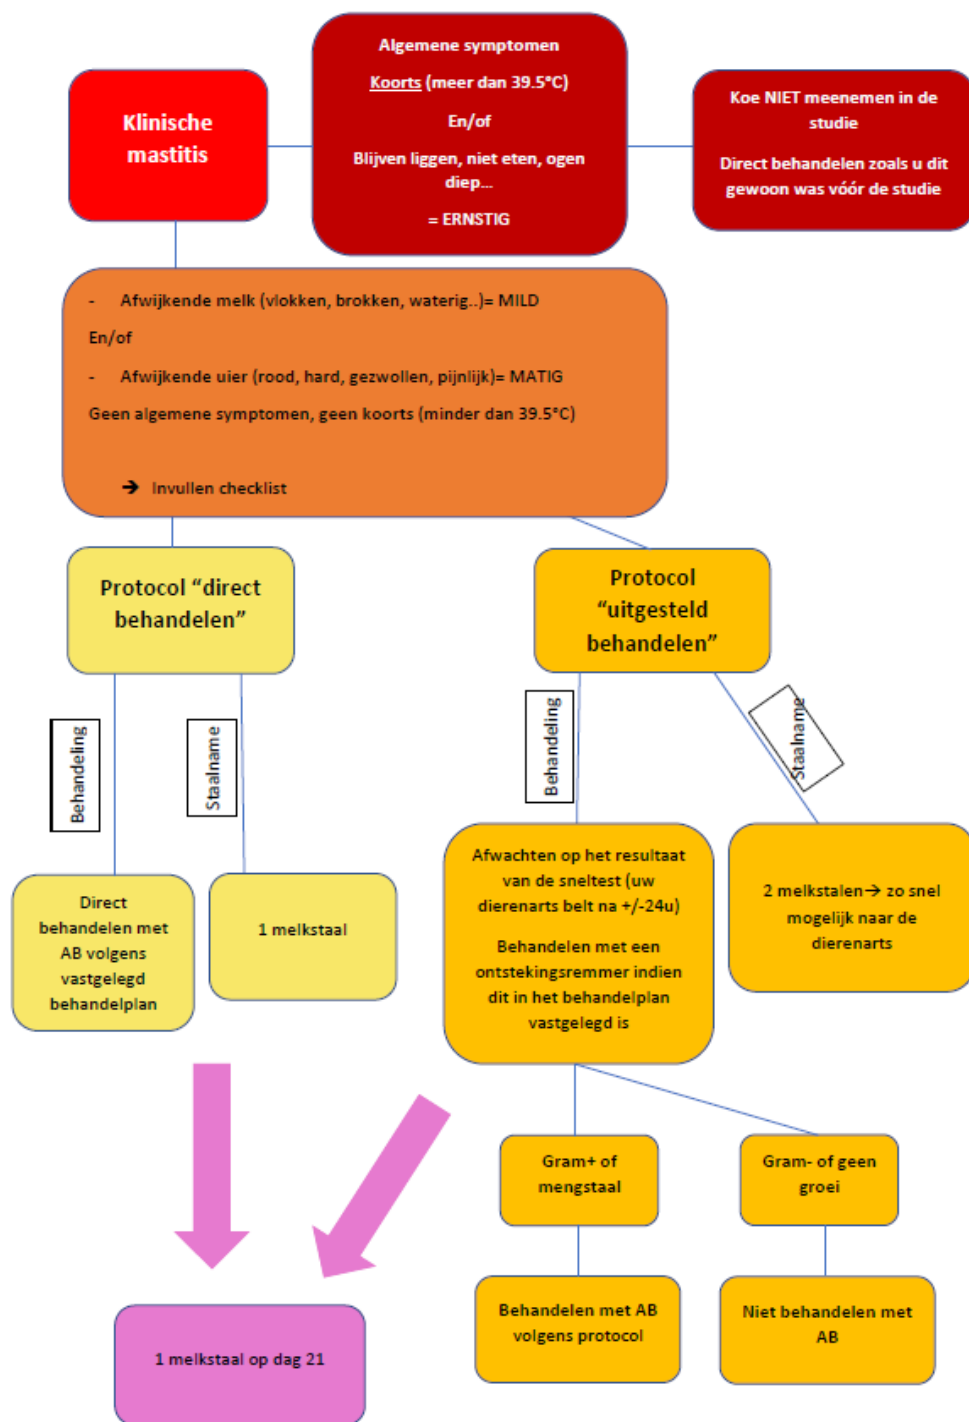 Klinische
mastitis
Algemene symptomen
Koorts (meer dan 39.5°C)
En/of
Blijven liggen, niet eten, ogen
diep...
= ERNSTIG
Koe NIET meenemen in de
studie
Direct behandelen zoals u dit
gewoon was vóór de studie
- Afwijkende melk (vlokken, brokken, waterig..)= MILD
En/of
- Afwijkende uier (rood, hard, gezwollen, pijnlijk)= MATIG
Geen algemene symptomen, geen koorts (minder dan 39.5°C)
➔ Invullen checklist
Protocol “direct
behandelen”
Protocol
“uitgesteld
behandelen”
Behandeling
Staalname
Behandeling
Staalname
Direct
behandelen met
AB volgens
vastgelegd
behandelplan
1 melkstaal
Afwachten op het resultaat
van de sneltest (uw
dierenarts belt na +/-24u)
Behandelen met een
ontstekingsremmer indien
dit in het behandelplan
vastgelegd is
2 melkstalen→ zo snel
mogelijk naar de
dierenarts
Gram+ of
mengstaal
Gram- of geen
groei
Behandelen met AB
volgens protocol
Niet behandelen met
AB
1 melkstaal op dag 21